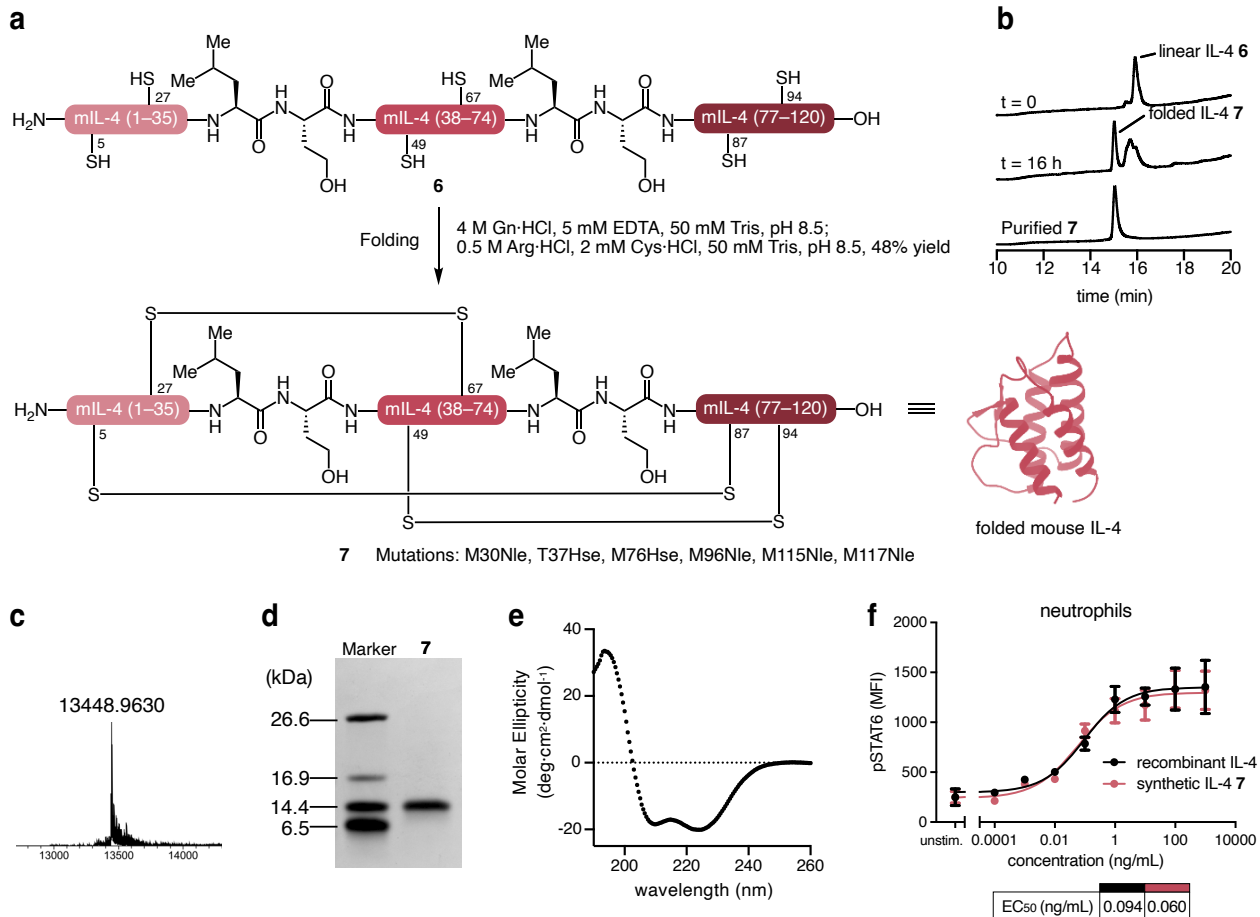 a
Me
Me
HS
27
H2N
mIL-4 (1–35)
5
SH
N
H
O
H
N
O
N
H
OH
HS
67
mIL-4 (38–74)
49
SH
Me
Me
N
H
O
H
N
O
N
H
OH
SH
94
mIL-4 (77–120)
OH
87
SH
6
Folding
4 M Gn·HCl, 5 mM EDTA, 50 mM Tris, pH 8.5;
0.5 M Arg·HCl, 2 mM Cys·HCl, 50 mM Tris, pH 8.5, 48% yield
S
S
Me
Me
27
H2N
mIL-4 (1–35)
5
N
H
O
H
N
O
N
H
OH
67
mIL-4 (38–74)
49
Me
Me
N
H
O
H
N
O
N
H
OH
mIL-4 (77–120)
OH
87
94
S
S
S
S
7 Mutations: M30Nle, T37Hse, M76Hse, M96Nle, M115Nle, M117Nle
folded mouse IL-4
b
linear IL-4 6
t = 0
folded IL-4 7
t = 16 h
Purified 7
10 12 14 16 18 20
time (min)
c
13448.9630
13000 13500 14000
d
Marker 7
(kDa)
26.6
16.9
14.4
6.5
e
Molar Ellipticity
(deg·cm2·dmol-1)
40
20
0
-20
200 220 240 260
wavelength (nm)
f
neutrophils
pSTAT6 (MFI)
2000
1500
1000
500
0
recombinant IL-4
synthetic IL-4 7
unstim. 0.0001 0.01 1 100 10000
concentration (ng/mL)
EC50 (ng/mL) 0.094 0.060